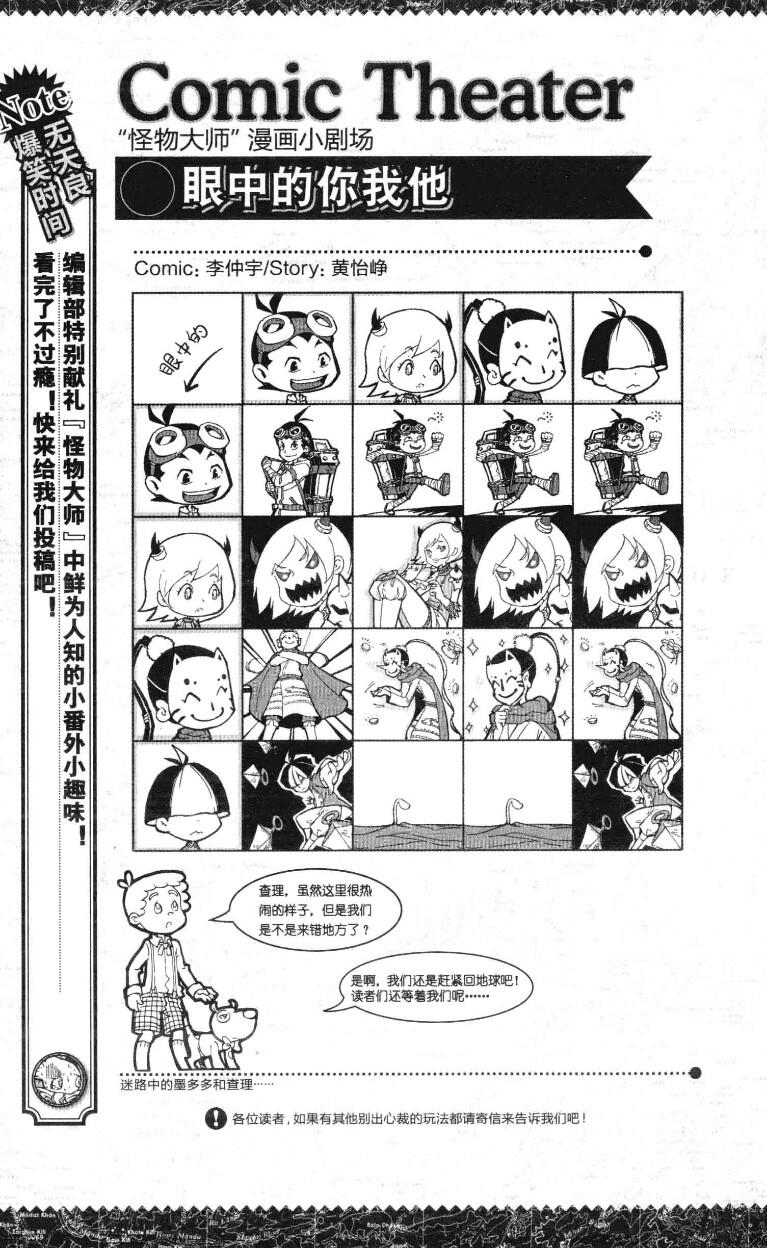 Comic Theater
“怪物大师”漫画小剧场
眼中的你我他
Note
无天良
爆笑时间
编辑部特别献礼『怪物大师』中鲜为人知的小番外小趣味！
看完了不过瘾！快来给我们投稿吧！
Comic: 李仲宇/Story: 黄怡峥
眼中的
查理，虽然这里很热
闹的样子，但是我们
是不是来错地方了？
是啊，我们还是赶紧回地球吧！
读者们还等着我们呢……
迷路中的墨多多和查理……
各位读者，如果有其他别出心裁的玩法都请寄信来告诉我们吧！